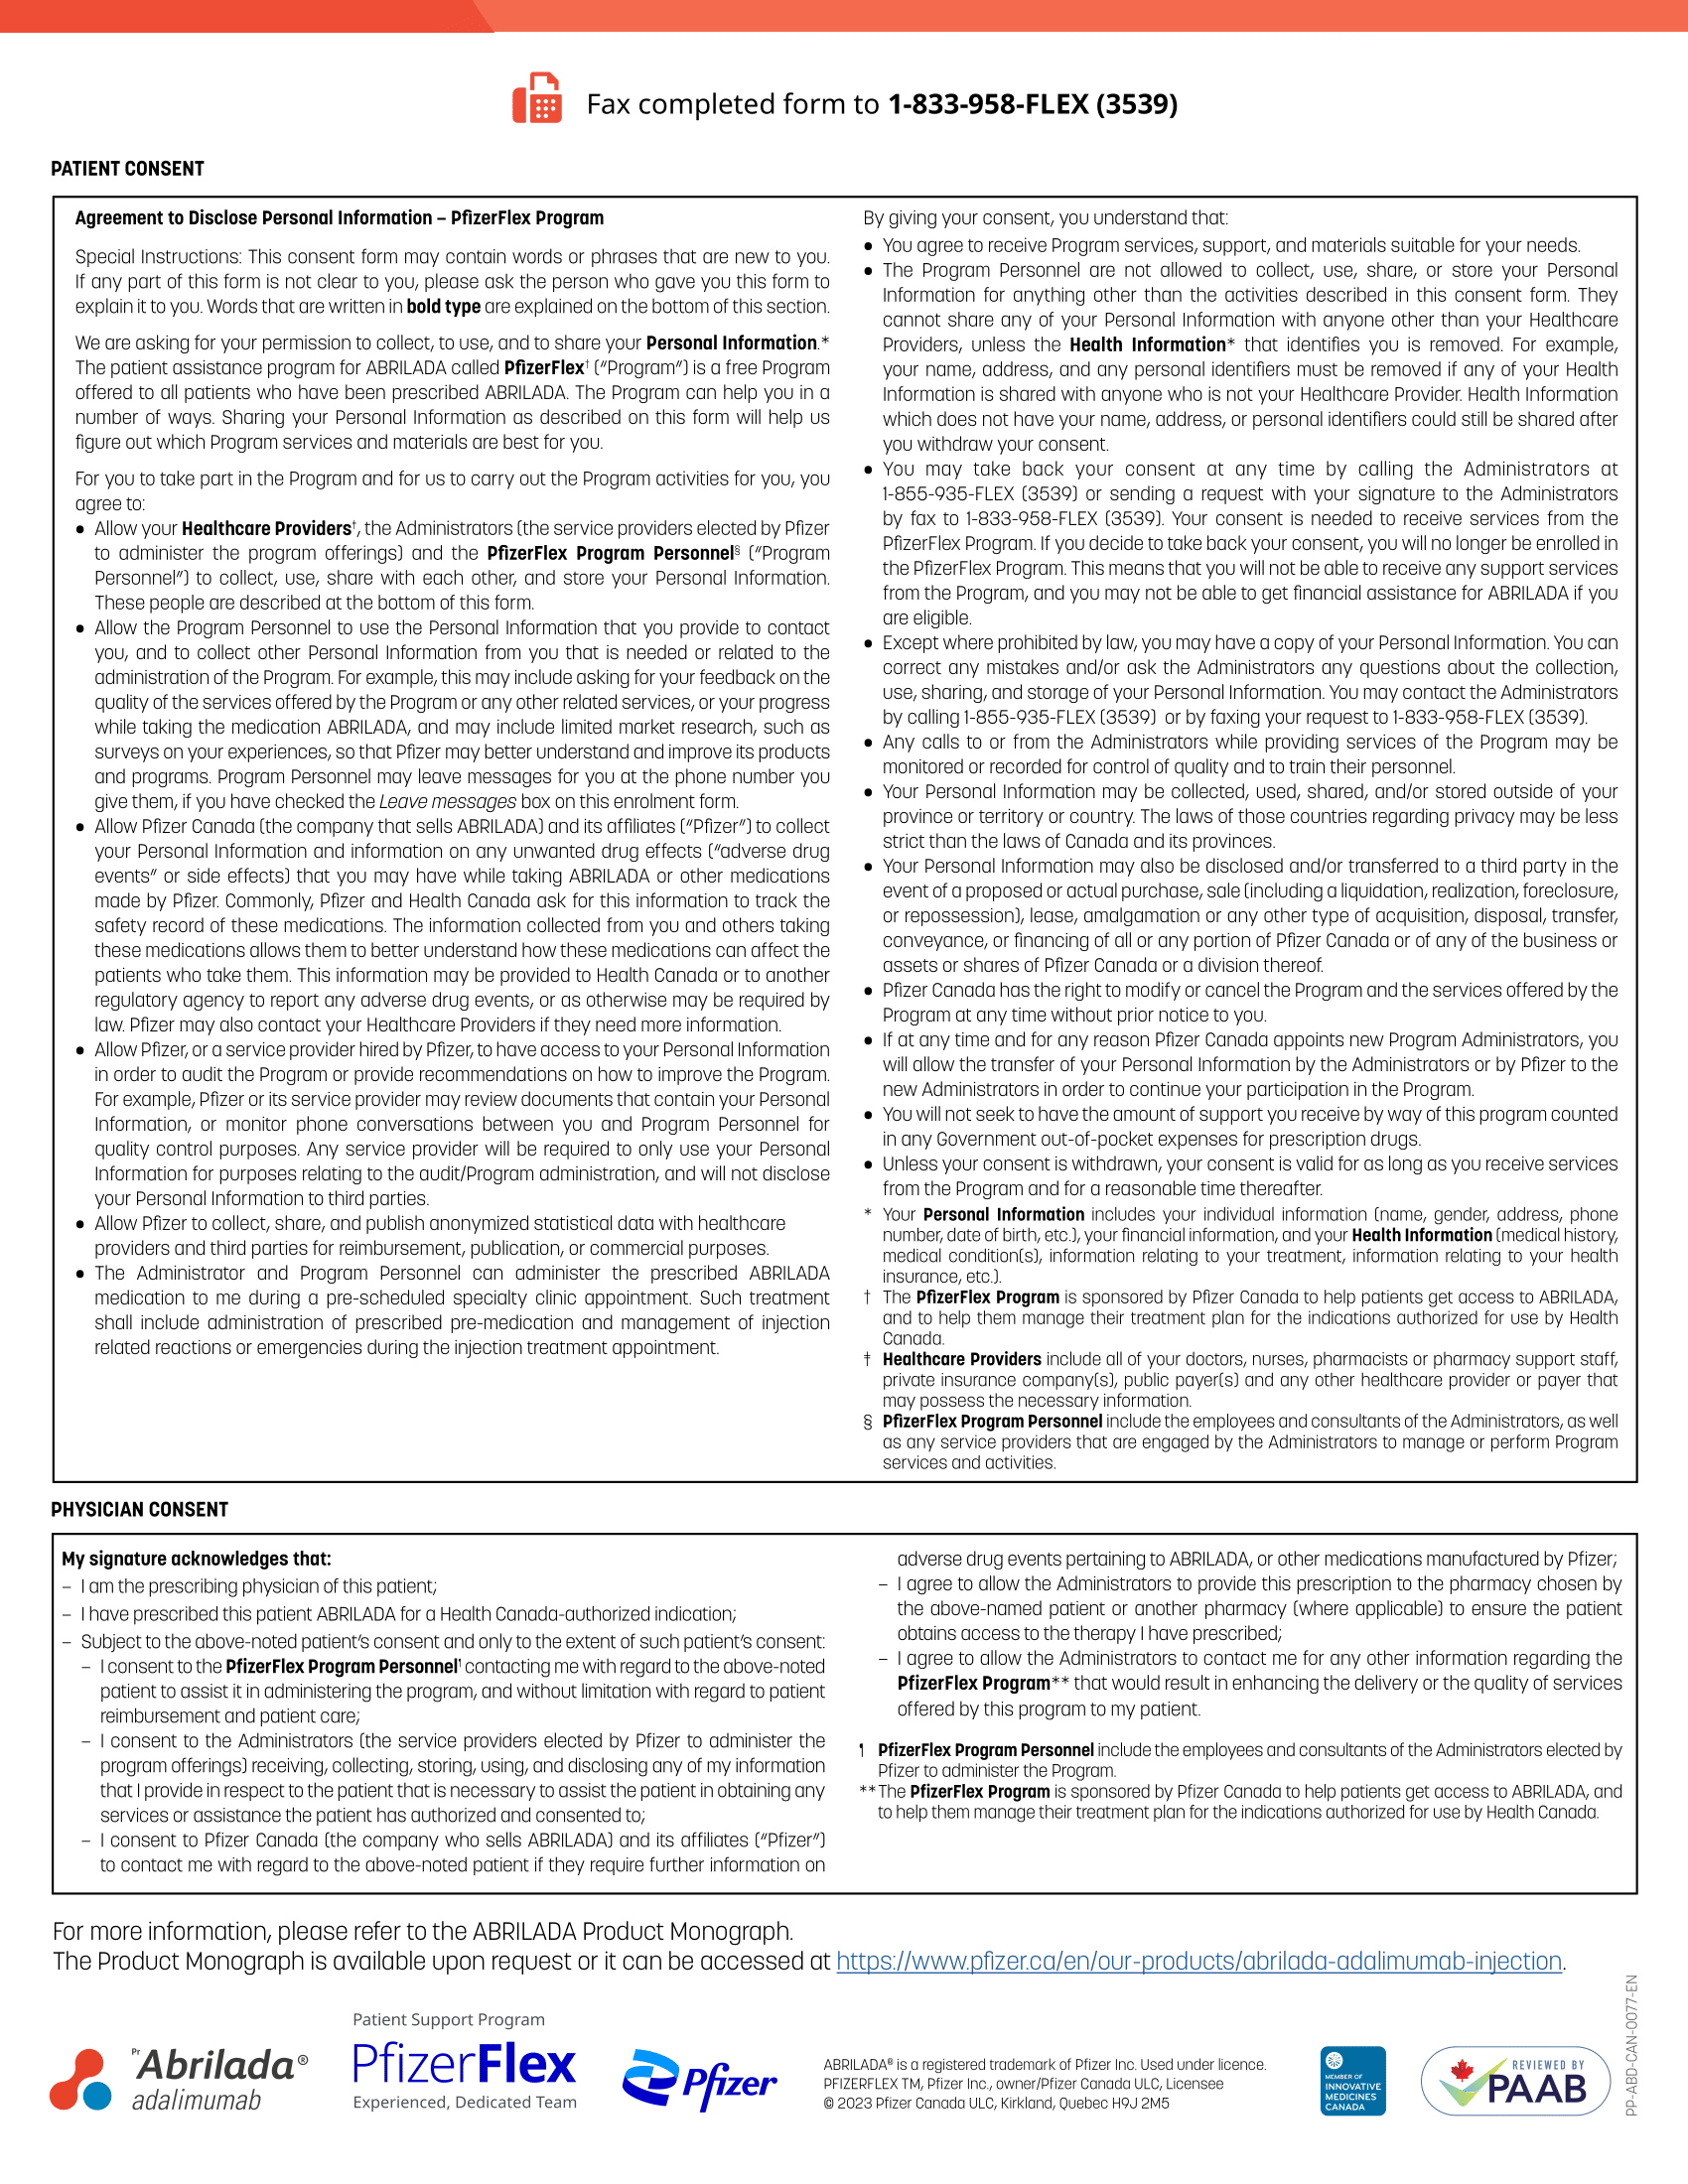 Fax completed form to 1-833-958-FLEX (3539)
PATIENT CONSENT
Agreement to Disclose Personal Information – PfizerFlex Program
Special Instructions: This consent form may contain words or phrases that are new to you.
If any part of this form is not clear to you, please ask the person who gave you this form to
explain it to you. Words that are written in bold type are explained on the bottom of this section.
We are asking for your permission to collect, to use, and to share your Personal Information.*
The patient assistance program for ABRILADA called PfizerFlex† (“Program”) is a free Program
offered to all patients who have been prescribed ABRILADA. The Program can help you in a
number of ways. Sharing your Personal Information as described on this form will help us
figure out which Program services and materials are best for you.
For you to take part in the Program and for us to carry out the Program activities for you, you
agree to:
• Allow your Healthcare Providers‡, the Administrators (the service providers elected by Pfizer
to administer the program offerings) and the PfizerFlex Program Personnel§ (“Program
Personnel”) to collect, use, share with each other, and store your Personal Information.
These people are described at the bottom of this form.
• Allow the Program Personnel to use the Personal Information that you provide to contact
you, and to collect other Personal Information from you that is needed or related to the
administration of the Program. For example, this may include asking for your feedback on the
quality of the services offered by the Program or any other related services, or your progress
while taking the medication ABRILADA, and may include limited market research, such as
surveys on your experiences, so that Pfizer may better understand and improve its products
and programs. Program Personnel may leave messages for you at the phone number you
give them, if you have checked the Leave messages box on this enrolment form.
• Allow Pfizer Canada (the company that sells ABRILADA) and its affiliates (“Pfizer”) to collect
your Personal Information and information on any unwanted drug effects (“adverse drug
events” or side effects) that you may have while taking ABRILADA or other medications
made by Pfizer. Commonly, Pfizer and Health Canada ask for this information to track the
safety record of these medications. The information collected from you and others taking
these medications allows them to better understand how these medications can affect the
patients who take them. This information may be provided to Health Canada or to another
regulatory agency to report any adverse drug events, or as otherwise may be required by
law. Pfizer may also contact your Healthcare Providers if they need more information.
• Allow Pfizer, or a service provider hired by Pfizer, to have access to your Personal Information
in order to audit the Program or provide recommendations on how to improve the Program.
For example, Pfizer or its service provider may review documents that contain your Personal
Information, or monitor phone conversations between you and Program Personnel for
quality control purposes. Any service provider will be required to only use your Personal
Information for purposes relating to the audit/Program administration, and will not disclose
your Personal Information to third parties.
• Allow Pfizer to collect, share, and publish anonymized statistical data with healthcare
providers and third parties for reimbursement, publication, or commercial purposes.
• The Administrator and Program Personnel can administer the prescribed ABRILADA
medication to me during a pre-scheduled specialty clinic appointment. Such treatment
shall include administration of prescribed pre-medication and management of injection
related reactions or emergencies during the injection treatment appointment.
By giving your consent, you understand that:
• You agree to receive Program services, support, and materials suitable for your needs.
• The Program Personnel are not allowed to collect, use, share, or store your Personal
Information for anything other than the activities described in this consent form. They
cannot share any of your Personal Information with anyone other than your Healthcare
Providers, unless the Health Information* that identifies you is removed. For example,
your name, address, and any personal identifiers must be removed if any of your Health
Information is shared with anyone who is not your Healthcare Provider. Health Information
which does not have your name, address, or personal identifiers could still be shared after
you withdraw your consent.
• You may take back your consent at any time by calling the Administrators at
1-855-935-FLEX (3539) or sending a request with your signature to the Administrators
by fax to 1-833-958-FLEX (3539). Your consent is needed to receive services from the
PfizerFlex Program. If you decide to take back your consent, you will no longer be enrolled in
the PfizerFlex Program. This means that you will not be able to receive any support services
from the Program, and you may not be able to get financial assistance for ABRILADA if you
are eligible.
• Except where prohibited by law, you may have a copy of your Personal Information. You can
correct any mistakes and/or ask the Administrators any questions about the collection,
use, sharing, and storage of your Personal Information. You may contact the Administrators
by calling 1-855-935-FLEX (3539) or by faxing your request to 1-833-958-FLEX (3539).
• Any calls to or from the Administrators while providing services of the Program may be
monitored or recorded for control of quality and to train their personnel.
• Your Personal Information may be collected, used, shared, and/or stored outside of your
province or territory or country. The laws of those countries regarding privacy may be less
strict than the laws of Canada and its provinces.
• Your Personal Information may also be disclosed and/or transferred to a third party in the
event of a proposed or actual purchase, sale (including a liquidation, realization, foreclosure,
or repossession), lease, amalgamation or any other type of acquisition, disposal, transfer,
conveyance, or financing of all or any portion of Pfizer Canada or of any of the business or
assets or shares of Pfizer Canada or a division thereof.
• Pfizer Canada has the right to modify or cancel the Program and the services offered by the
Program at any time without prior notice to you.
• If at any time and for any reason Pfizer Canada appoints new Program Administrators, you
will allow the transfer of your Personal Information by the Administrators or by Pfizer to the
new Administrators in order to continue your participation in the Program.
• You will not seek to have the amount of support you receive by way of this program counted
in any Government out-of-pocket expenses for prescription drugs.
• Unless your consent is withdrawn, your consent is valid for as long as you receive services
from the Program and for a reasonable time thereafter.
* Your Personal Information includes your individual information (name, gender, address, phone
number, date of birth, etc.), your financial information, and your Health Information (medical history,
medical condition(s), information relating to your treatment, information relating to your health
insurance, etc.).
† The PfizerFlex Program is sponsored by Pfizer Canada to help patients get access to ABRILADA,
and to help them manage their treatment plan for the indications authorized for use by Health
Canada.
‡ Healthcare Providers include all of your doctors, nurses, pharmacists or pharmacy support staff,
private insurance company(s), public payer(s) and any other healthcare provider or payer that
may possess the necessary information.
§ PfizerFlex Program Personnel include the employees and consultants of the Administrators, as well
as any service providers that are engaged by the Administrators to manage or perform Program
services and activities.
PHYSICIAN CONSENT
My signature acknowledges that:
– I am the prescribing physician of this patient;
– I have prescribed this patient ABRILADA for a Health Canada-authorized indication;
– Subject to the above-noted patient’s consent and only to the extent of such patient’s consent:
– I consent to the PfizerFlex Program Personnel¶ contacting me with regard to the above-noted
patient to assist it in administering the program, and without limitation with regard to patient
reimbursement and patient care;
– I consent to the Administrators (the service providers elected by Pfizer to administer the
program offerings) receiving, collecting, storing, using, and disclosing any of my information
that I provide in respect to the patient that is necessary to assist the patient in obtaining any
services or assistance the patient has authorized and consented to;
– I consent to Pfizer Canada (the company who sells ABRILADA) and its affiliates (“Pfizer”)
to contact me with regard to the above-noted patient if they require further information on
adverse drug events pertaining to ABRILADA, or other medications manufactured by Pfizer;
– I agree to allow the Administrators to provide this prescription to the pharmacy chosen by
the above-named patient or another pharmacy (where applicable) to ensure the patient
obtains access to the therapy I have prescribed;
– I agree to allow the Administrators to contact me for any other information regarding the
PfizerFlex Program** that would result in enhancing the delivery or the quality of services
offered by this program to my patient.
¶ PfizerFlex Program Personnel include the employees and consultants of the Administrators elected by
Pfizer to administer the Program.
** The PfizerFlex Program is sponsored by Pfizer Canada to help patients get access to ABRILADA, and
to help them manage their treatment plan for the indications authorized for use by Health Canada.
For more information, please refer to the ABRILADA Product Monograph.
The Product Monograph is available upon request or it can be accessed at https://www.pfizer.ca/en/our-products/abrilada-adalimumab-injection.
Pr Abrilada®
adalimumab
Patient Support Program
PfizerFlex
Experienced, Dedicated Team
Pfizer
ABRILADA® is a registered trademark of Pfizer Inc. Used under licence.
PFIZERFLEX TM, Pfizer Inc., owner/Pfizer Canada ULC, Licensee
© 2023 Pfizer Canada ULC, Kirkland, Quebec H9J 2M5
MEMBER OF
INNOVATIVE
MEDICINES
CANADA
REVIEWED BY
PAAB
PP-ABD-CAN-0077-EN